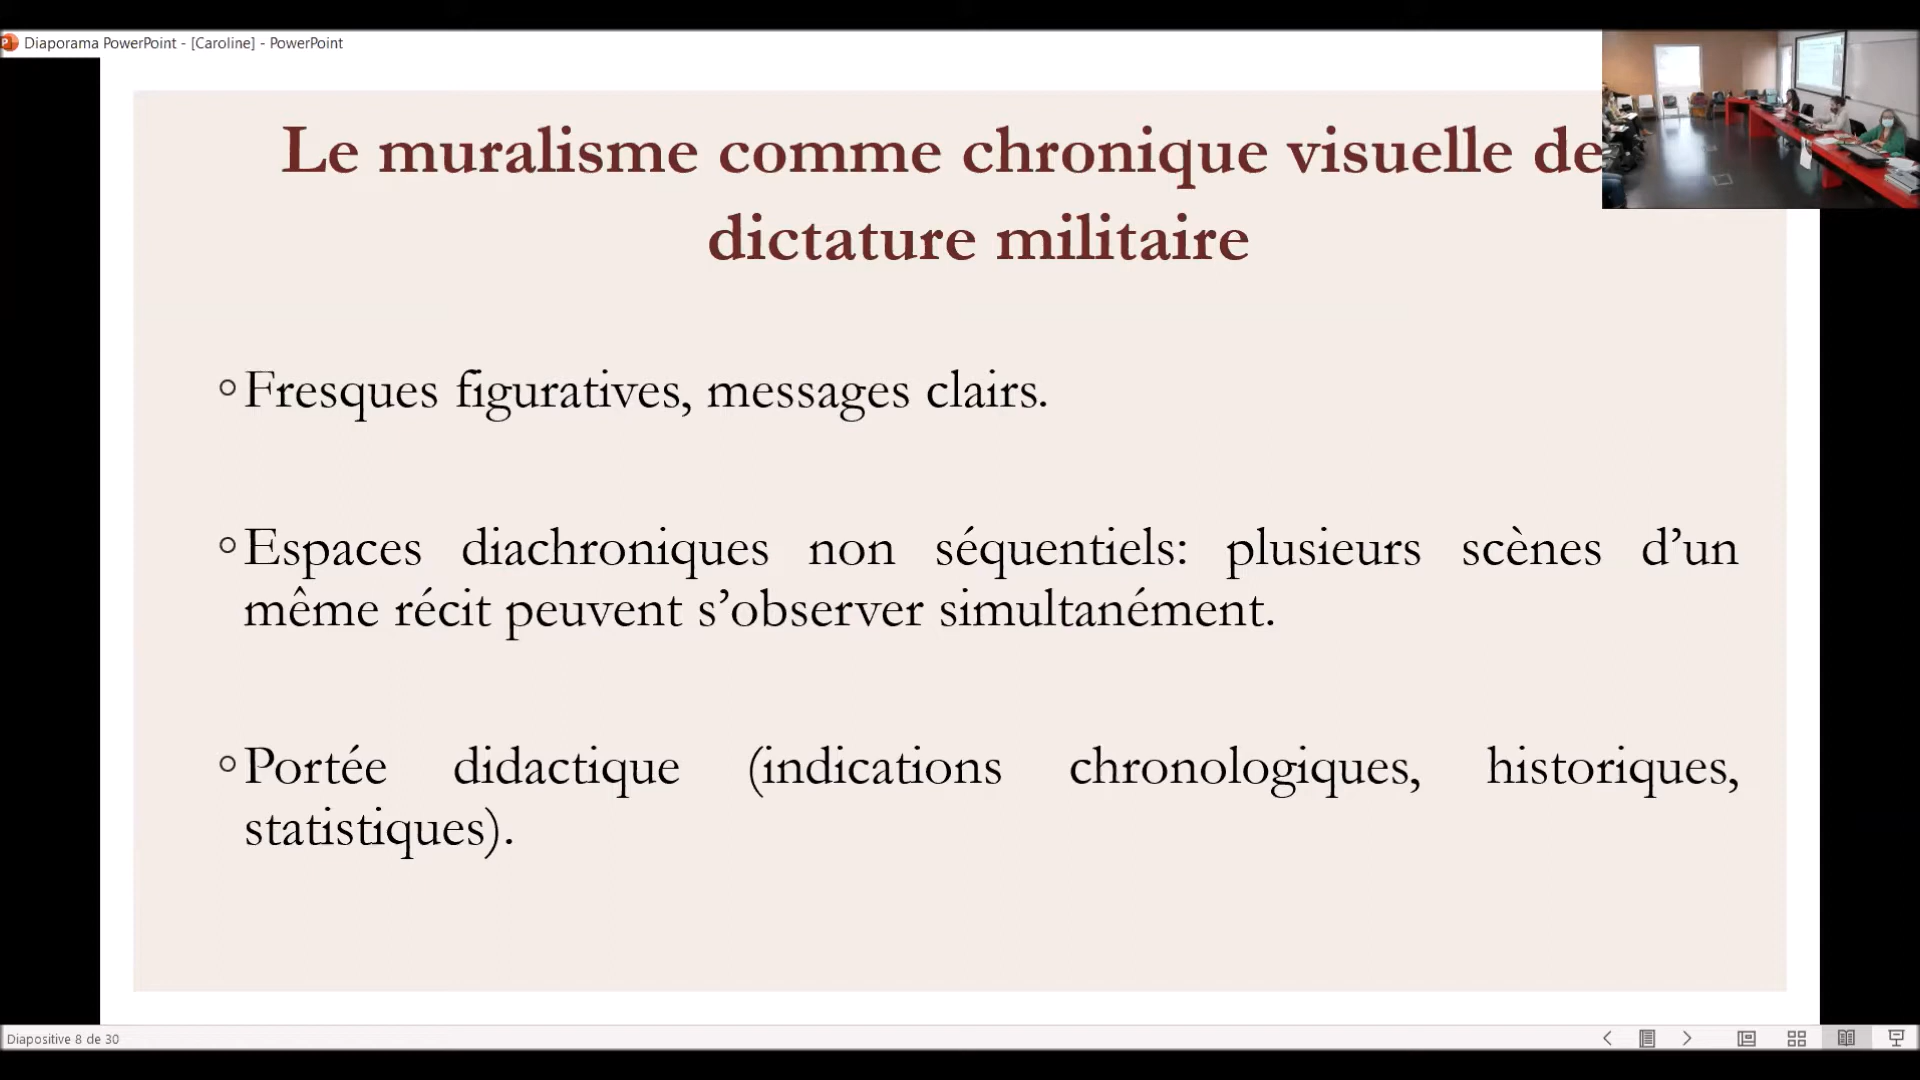 Diaporama PowerPoint - [Caroline] - PowerPoint
Le muralisme comme chronique visuelle de
dictature militaire
Fresques figuratives, messages clairs.
Espaces diachroniques non séquentiels: plusieurs scènes d’un
même récit peuvent s’observer simultanément.
Portée didactique (indications chronologiques, historiques,
statistiques).
Diapositive 8 de 30